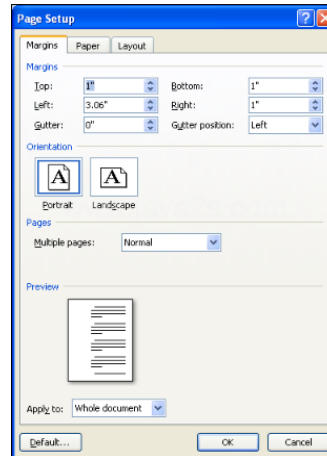 Page Setup
Margins Paper Layout
Margins
Top: 1" Bottom: 1"
Left: 3.06" Right: 1"
Gutter: 0" Gutter position: Left
Orientation
A A
Portrait Landscape
Pages
Multiple pages: Normal
Preview
Apply to: Whole document
Default... OK Cancel